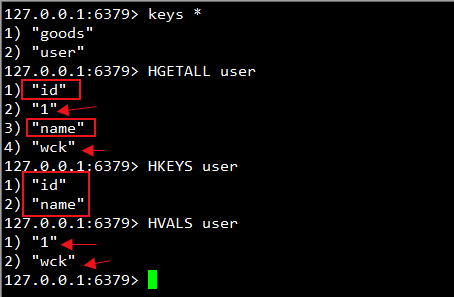 127.0.0.1:6379> keys *
1) "goods"
2) "user"
127.0.0.1:6379> HGETALL user
1) "id"
2) "1"
3) "name"
4) "wck"
127.0.0.1:6379> HKEYS user
1) "id"
2) "name"
127.0.0.1:6379> HVALS user
1) "1"
2) "wck"
127.0.0.1:6379>